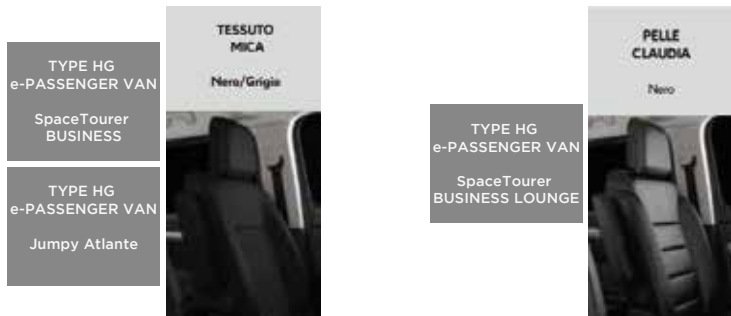 TESSUTO
MICA
Nero/Grigio
TYPE HG
e-PASSENGER VAN
SpaceTourer
BUSINESS
TYPE HG
e-PASSENGER VAN
Jumpy Atlante
PELLE
CLAUDIA
Nero
TYPE HG
e-PASSENGER VAN
SpaceTourer
BUSINESS LOUNGE